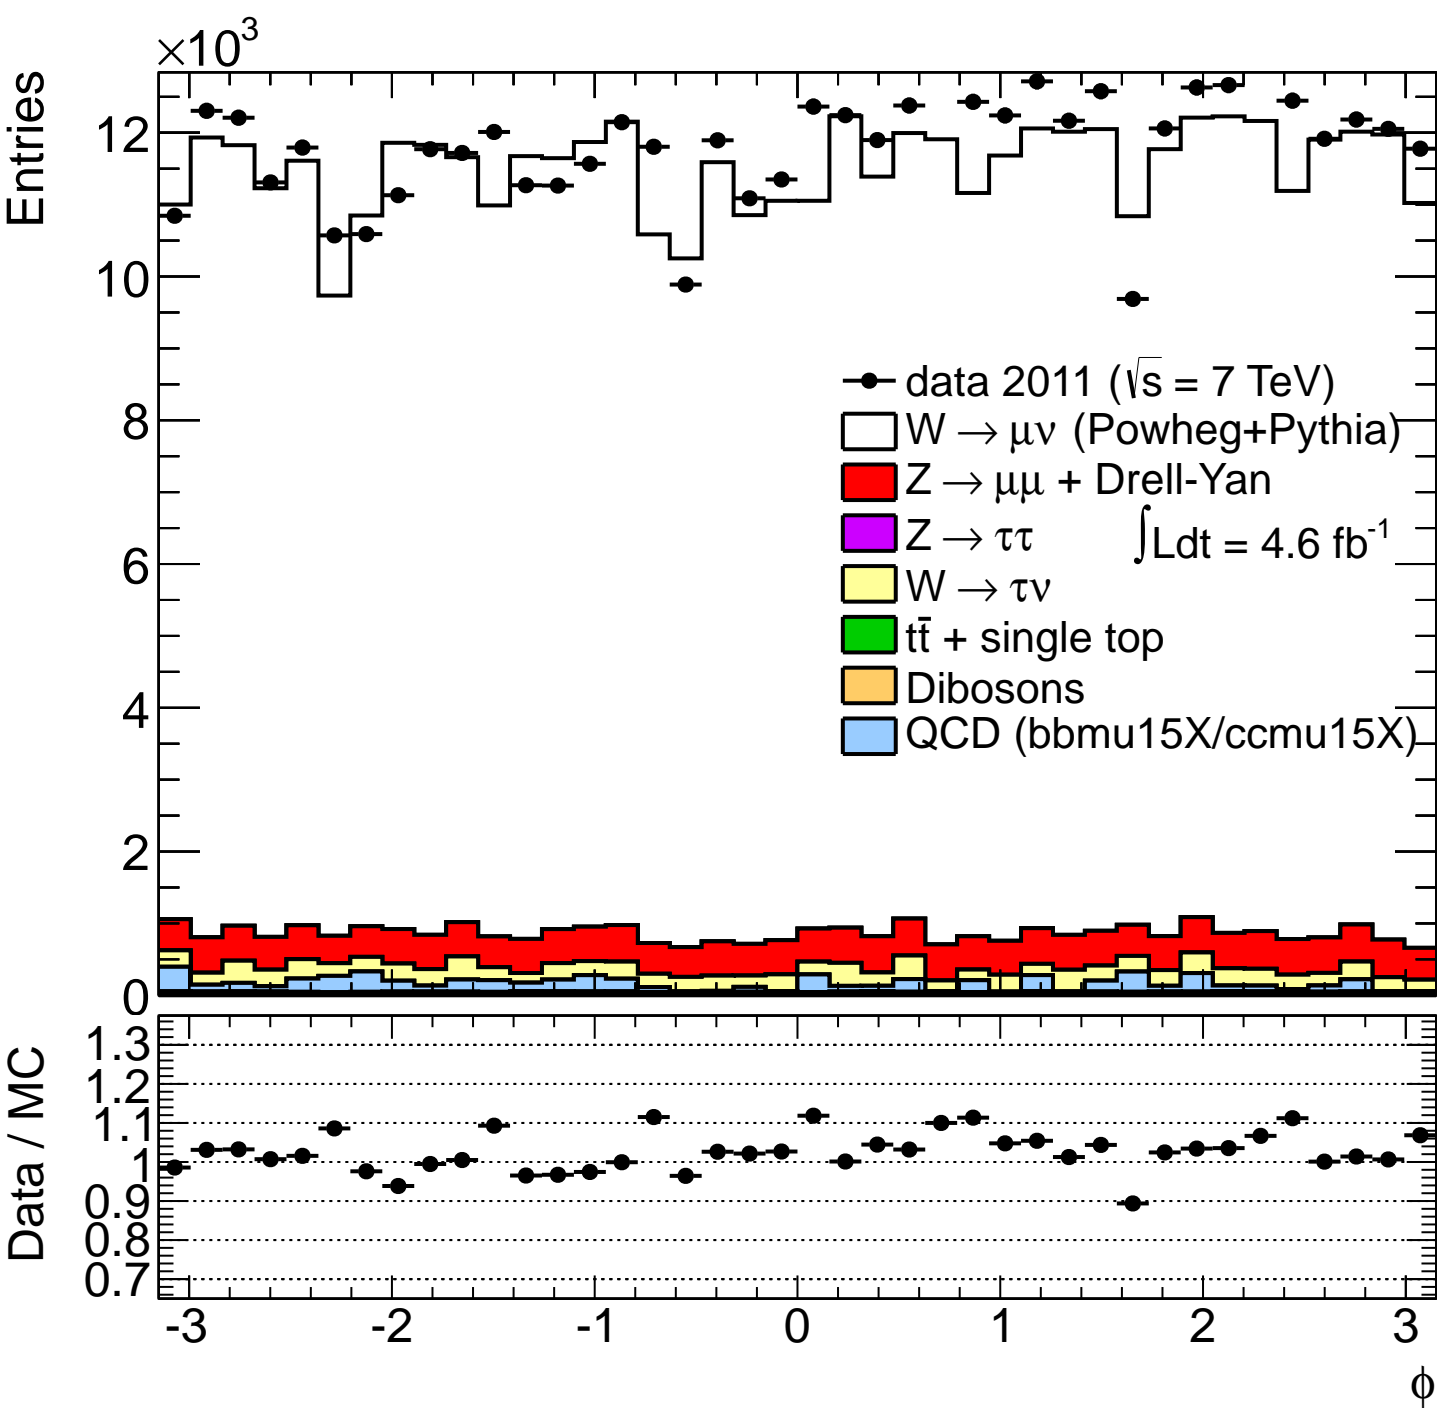 ×10³
Entries
12
10
8
6
4
2
0
data 2011 (√s = 7 TeV)
W → μν (Powheg+Pythia)
Z → μμ + Drell-Yan
Z → ττ
∫Ldt = 4.6 fb⁻¹
W → τν
tt̄ + single top
Dibosons
QCD (bbmu15X/ccmu15X)
Data / MC
1.3
1.2
1.1
1
0.9
0.8
0.7
-3 -2 -1 0 1 2 3
ϕ